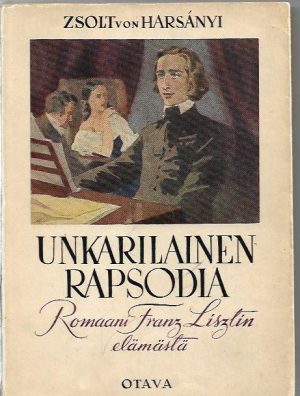 ZSOLT von HARSÁNYI
UNKARILAINEN
RAPSODIA
Romaani Franz Lisztin
elämästä
OTAVA